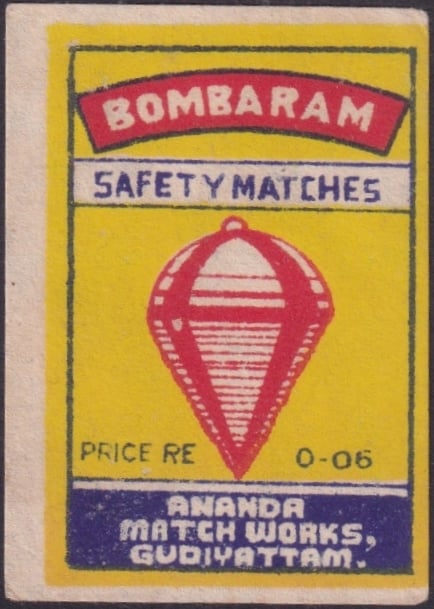 BOMBARAM
SAFETY MATCHES
PRICE RE 0-06
ANANDA
MATCH WORKS,
GUDIYATTAM.